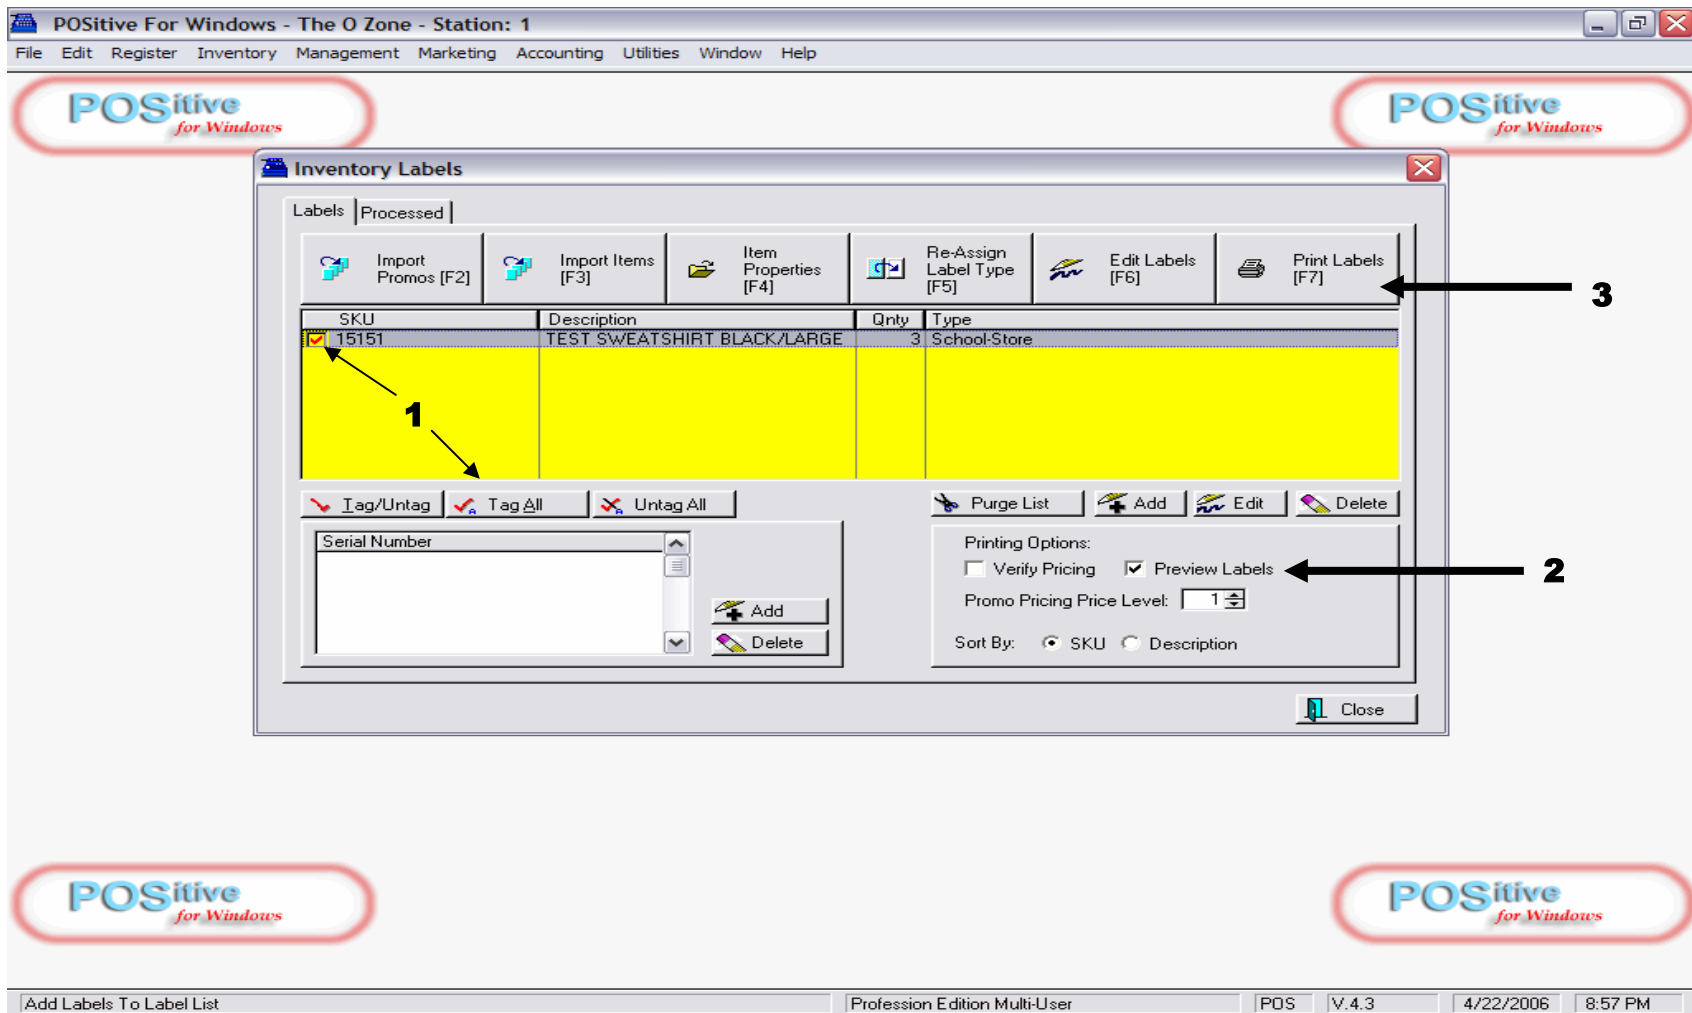 POSitive For Windows - The O Zone - Station: 1
File Edit Register Inventory Management Marketing Accounting Utilities Window Help
POSitive for Windows
POSitive for Windows
Inventory Labels
Labels Processed
Import Promos [F2]
Import Items [F3]
Item Properties [F4]
Re-Assign Label Type [F5]
Edit Labels [F6]
Print Labels [F7]
3
SKU Description Qnty Type
15151 TEST SWEATSHIRT BLACK/LARGE 3 School-Store
1
Tag/Untag Tag All Untag All Purge List Add Edit Delete
Serial Number
Add
Delete
Printing Options:
Verify Pricing Preview Labels
2
Promo Pricing Price Level: 1
Sort By: SKU Description
Close
POSitive for Windows
POSitive for Windows
Add Labels To Label List Profession Edition Multi-User POS V.4.3 4/22/2006 8:57 PM